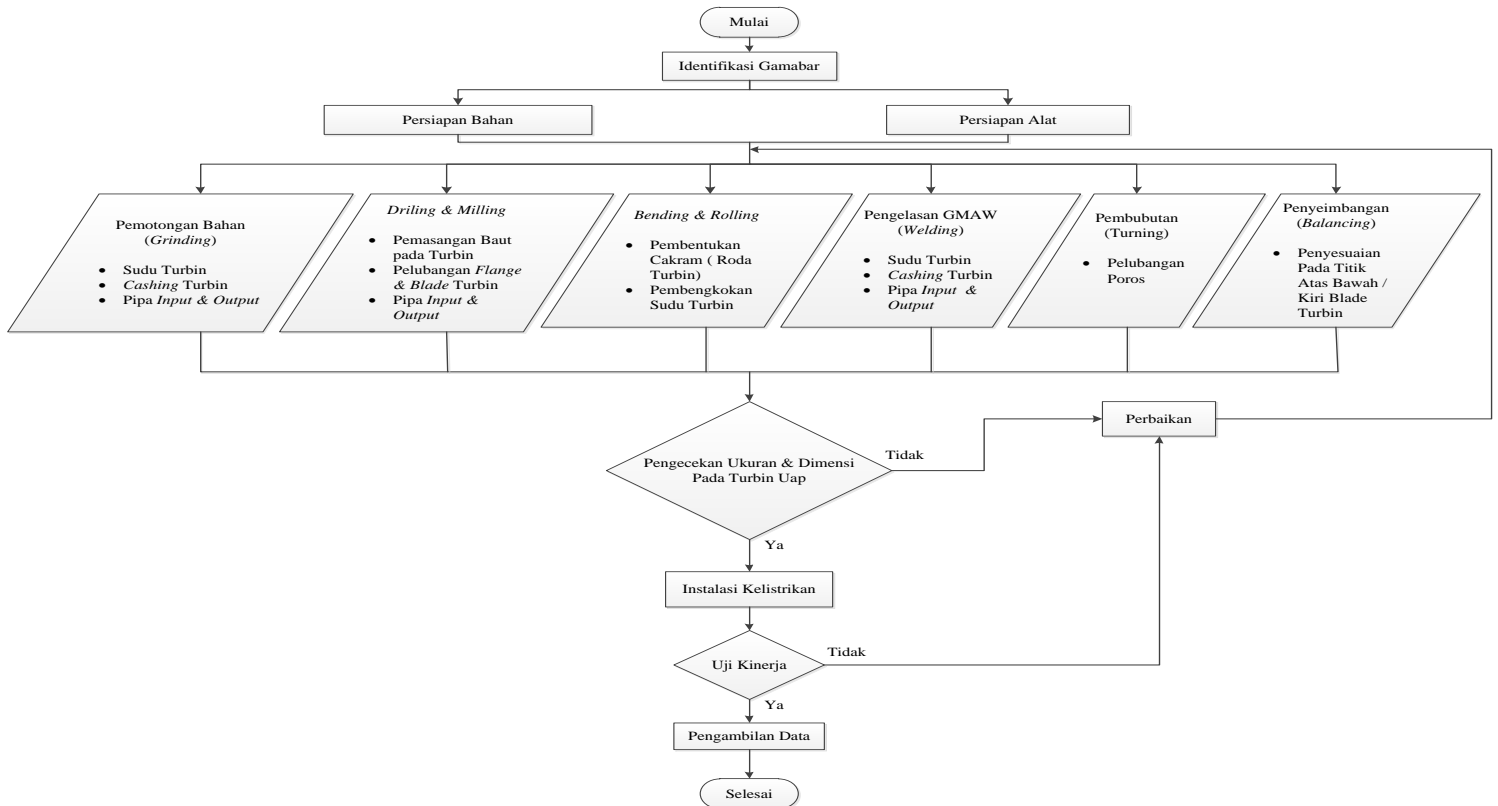 Mulai
Identifikasi Gamabar
Persiapan Bahan
Persiapan Alat
Pemotongan Bahan
(Grinding)
• Sudu Turbin
• Cashing Turbin
• Pipa Input & Output
Driling & Milling
• Pemasangan Baut
pada Turbin
• Pelubangan Flange
& Blade Turbin
• Pipa Input &
Output
Bending & Rolling
• Pembentukan
Cakram ( Roda
Turbin)
• Pembengkokan
Sudu Turbin
Pengelasan GMAW
(Welding)
• Sudu Turbin
• Cashing Turbin
• Pipa Input &
Output
Pembubutan
(Turning)
• Pelubangan
Poros
Penyeimbangan
(Balancing)
• Penyesuaian
Pada Titik
Atas Bawah /
Kiri Blade
Turbin
Pengecekan Ukuran & Dimensi
Pada Turbin Uap
Tidak
Perbaikan
Ya
Instalasi Kelistrikan
Uji Kinerja
Tidak
Ya
Pengambilan Data
Selesai